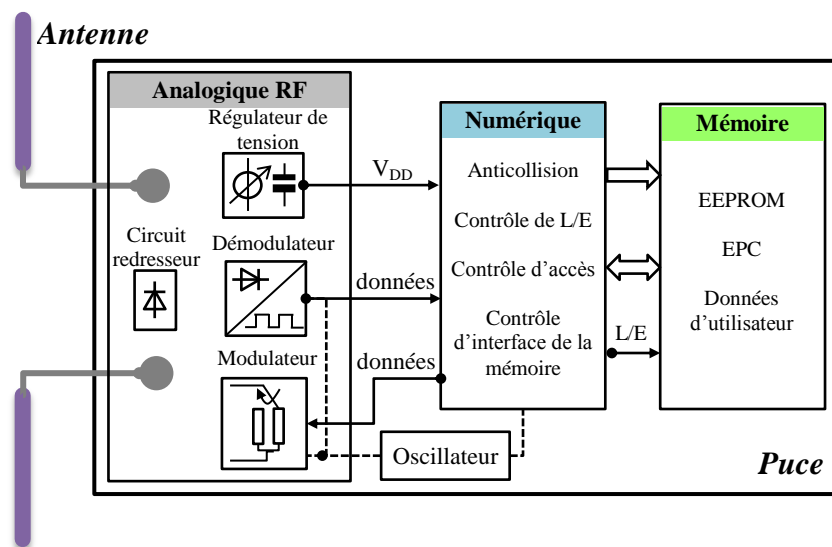 Antenne
Analogique RF
Régulateur de
tension
Circuit
redresseur
Démodulateur
Modulateur
V_DD
données
données
Oscillateur
Numérique
Anticollision
Contrôle de L/E
Contrôle d'accès
Contrôle
d'interface de la
mémoire
L/E
Mémoire
EEPROM
EPC
Données
d'utilisateur
Puce